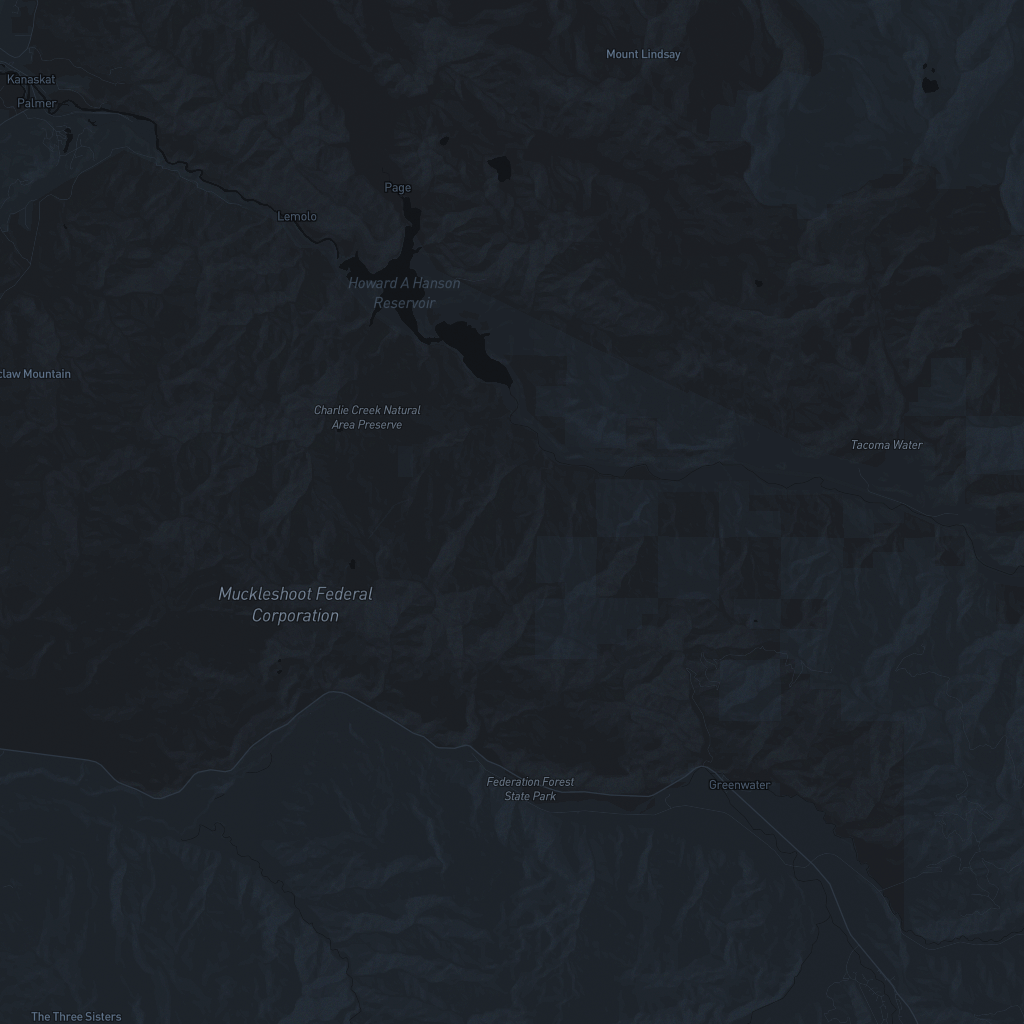 Mount Lindsay
Kanaskat
Palmer
Page
Lemolo
Howard A Hanson
Reservoir
claw Mountain
Charlie Creek Natural
Area Preserve
Tacoma Water
Muckleshoot Federal
Corporation
Federation Forest
State Park
Greenwater
The Three Sisters